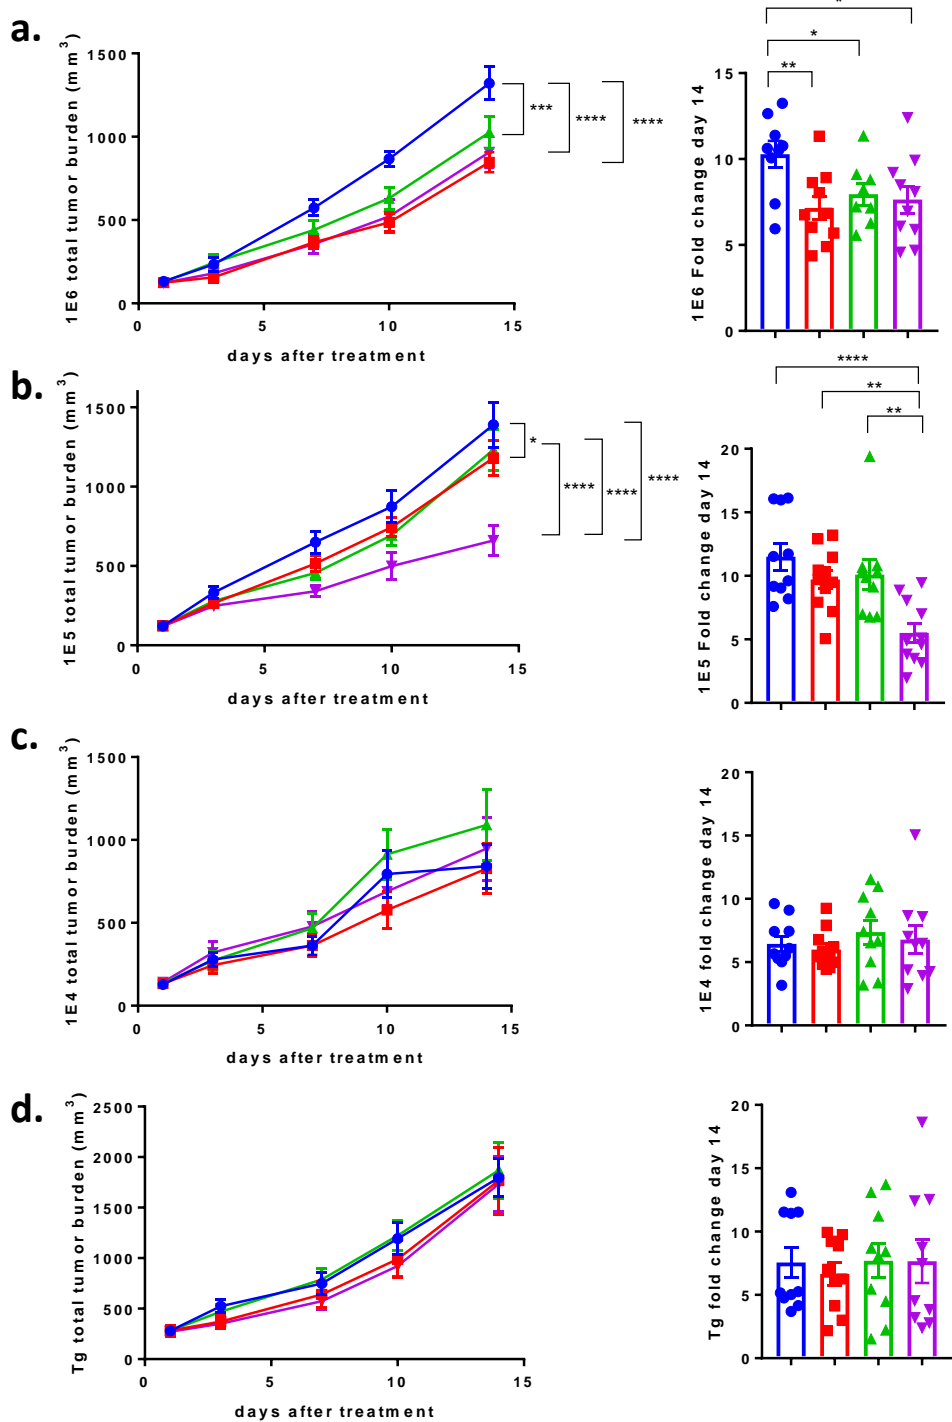 a.
1E6 total tumor burden (mm3)
1500
1000
500
0
0 5 10 15
days after treatment
***
****
****
1E6 Fold change day 14
15
10
5
0
*
*
**
b.
1E5 total tumor burden (mm3)
1500
1000
500
0
0 5 10 15
days after treatment
*
****
****
****
1E5 Fold change day 14
20
15
10
5
0
****
**
**
c.
1E4 total tumor burden (mm3)
1500
1000
500
0
0 5 10 15
days after treatment
1E4 fold change day 14
20
15
10
5
0
d.
Tg total tumor burden (mm3)
2500
2000
1500
1000
500
0
0 5 10 15
days after treatment
Tg fold change day 14
20
15
10
5
0